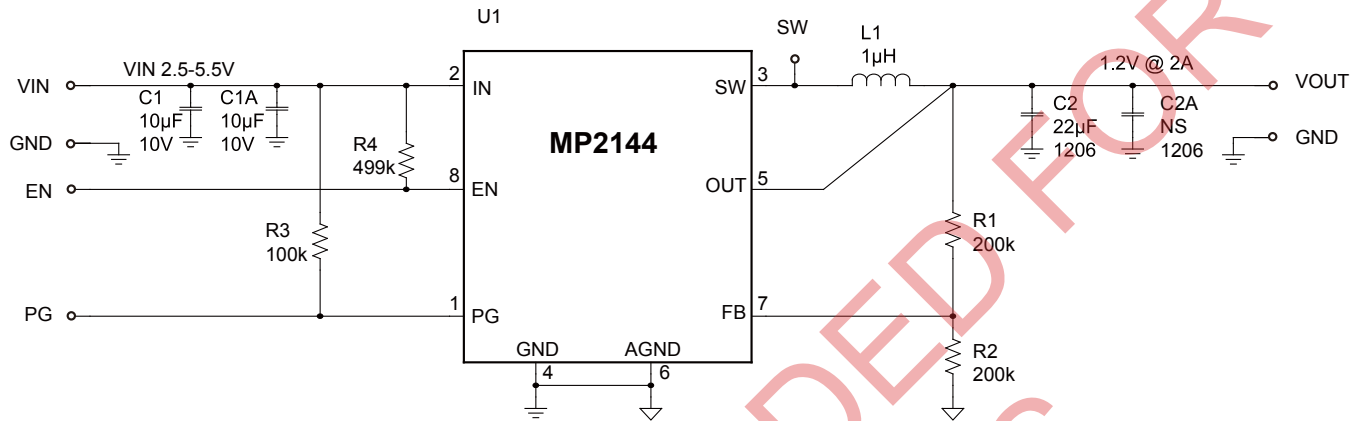 U1
SW
L1
1µH
VIN
VIN 2.5-5.5V
2
IN
SW
3
1.2V @ 2A
VOUT
C1
10µF
10V
C1A
10µF
10V
C2
22µF
1206
C2A
NS
1206
GND
GND
R4
499k
MP2144
EN
8
EN
OUT
5
R3
100k
R1
200k
PG
1
PG
FB
7
GND
4
AGND
6
R2
200k
DED FOR